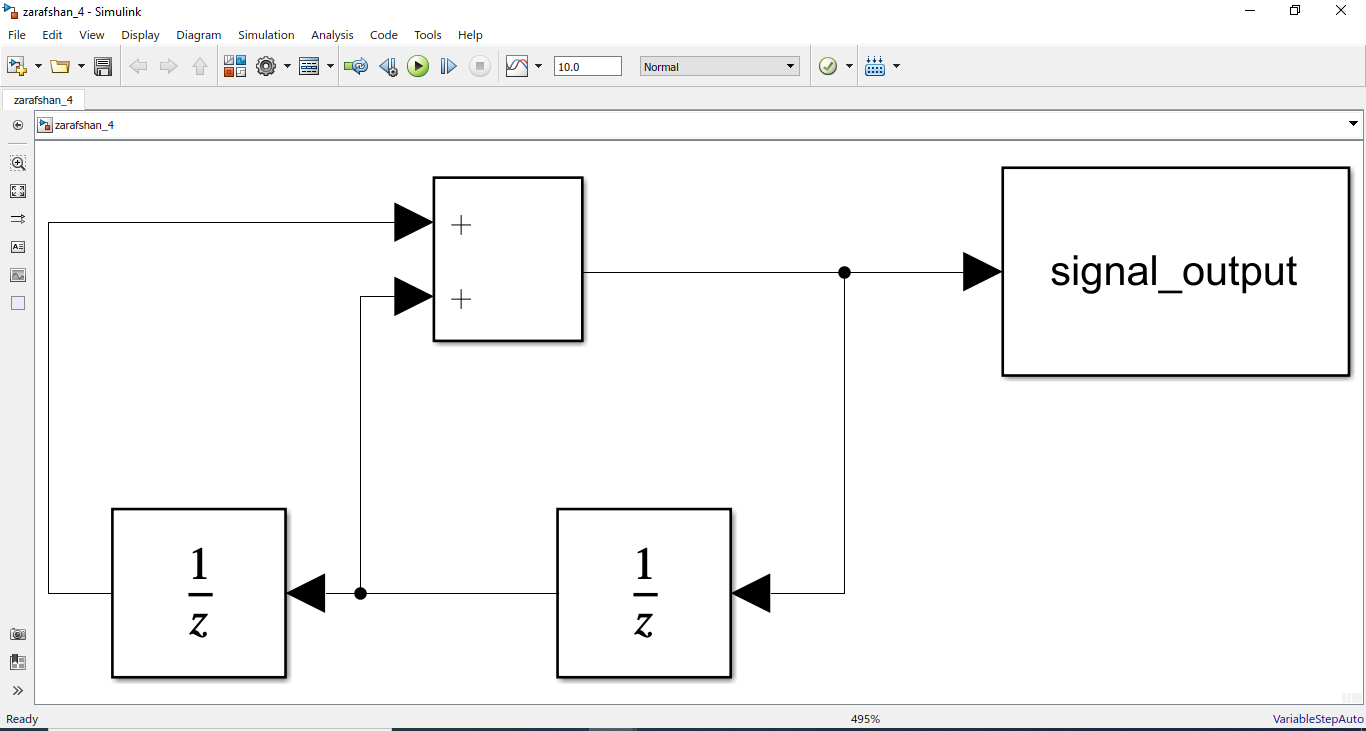 zarafshan_4 - Simulink
File Edit View Display Diagram Simulation Analysis Code Tools Help
10.0 Normal
zarafshan_4
zarafshan_4
+
+
signal_output
1
z
1
z
Ready 495% VariableStepAuto